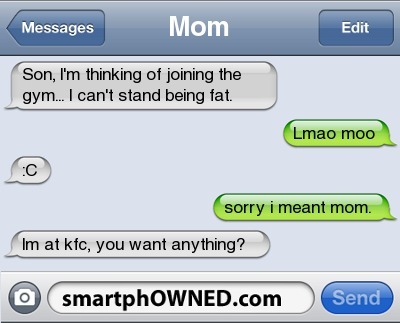 Messages
Mom
Edit
Son, I'm thinking of joining the
gym... I can't stand being fat.
Lmao moo
:C
sorry i meant mom.
Im at kfc, you want anything?
smartphOWNED.com
Send